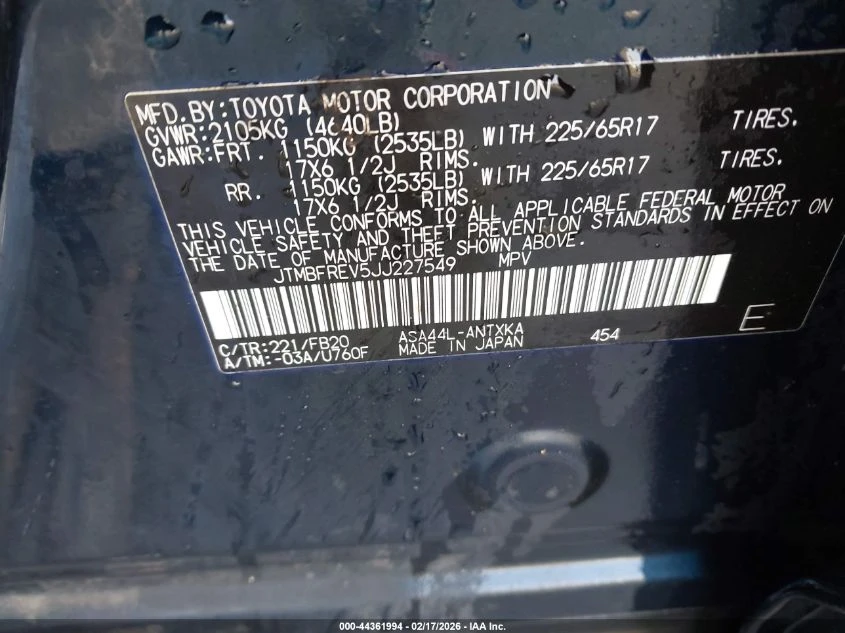 MFD. BY: TOYOTA MOTOR CORPORATION
GVWR: 2105KG (4640LB)
GAWR: FRT. 1150KG (2535LB) WITH 225/65R17 TIRES.
17X6 1/2J RIMS.
RR. 1150KG (2535LB) WITH 225/65R17 TIRES.
17X6 1/2J RIMS.
THIS VEHICLE CONFORMS TO ALL APPLICABLE FEDERAL MOTOR
VEHICLE SAFETY AND THEFT PREVENTION STANDARDS IN EFFECT ON
THE DATE OF MANUFACTURE SHOWN ABOVE.
JTMBFREV5JJ227549 MPV
C/TR: 221/FB20 ASA44L-ANTXKA 454 E
A/TM: -03A/U760F MADE IN JAPAN
000-44361994 - 02/17/2026 - IAA Inc.